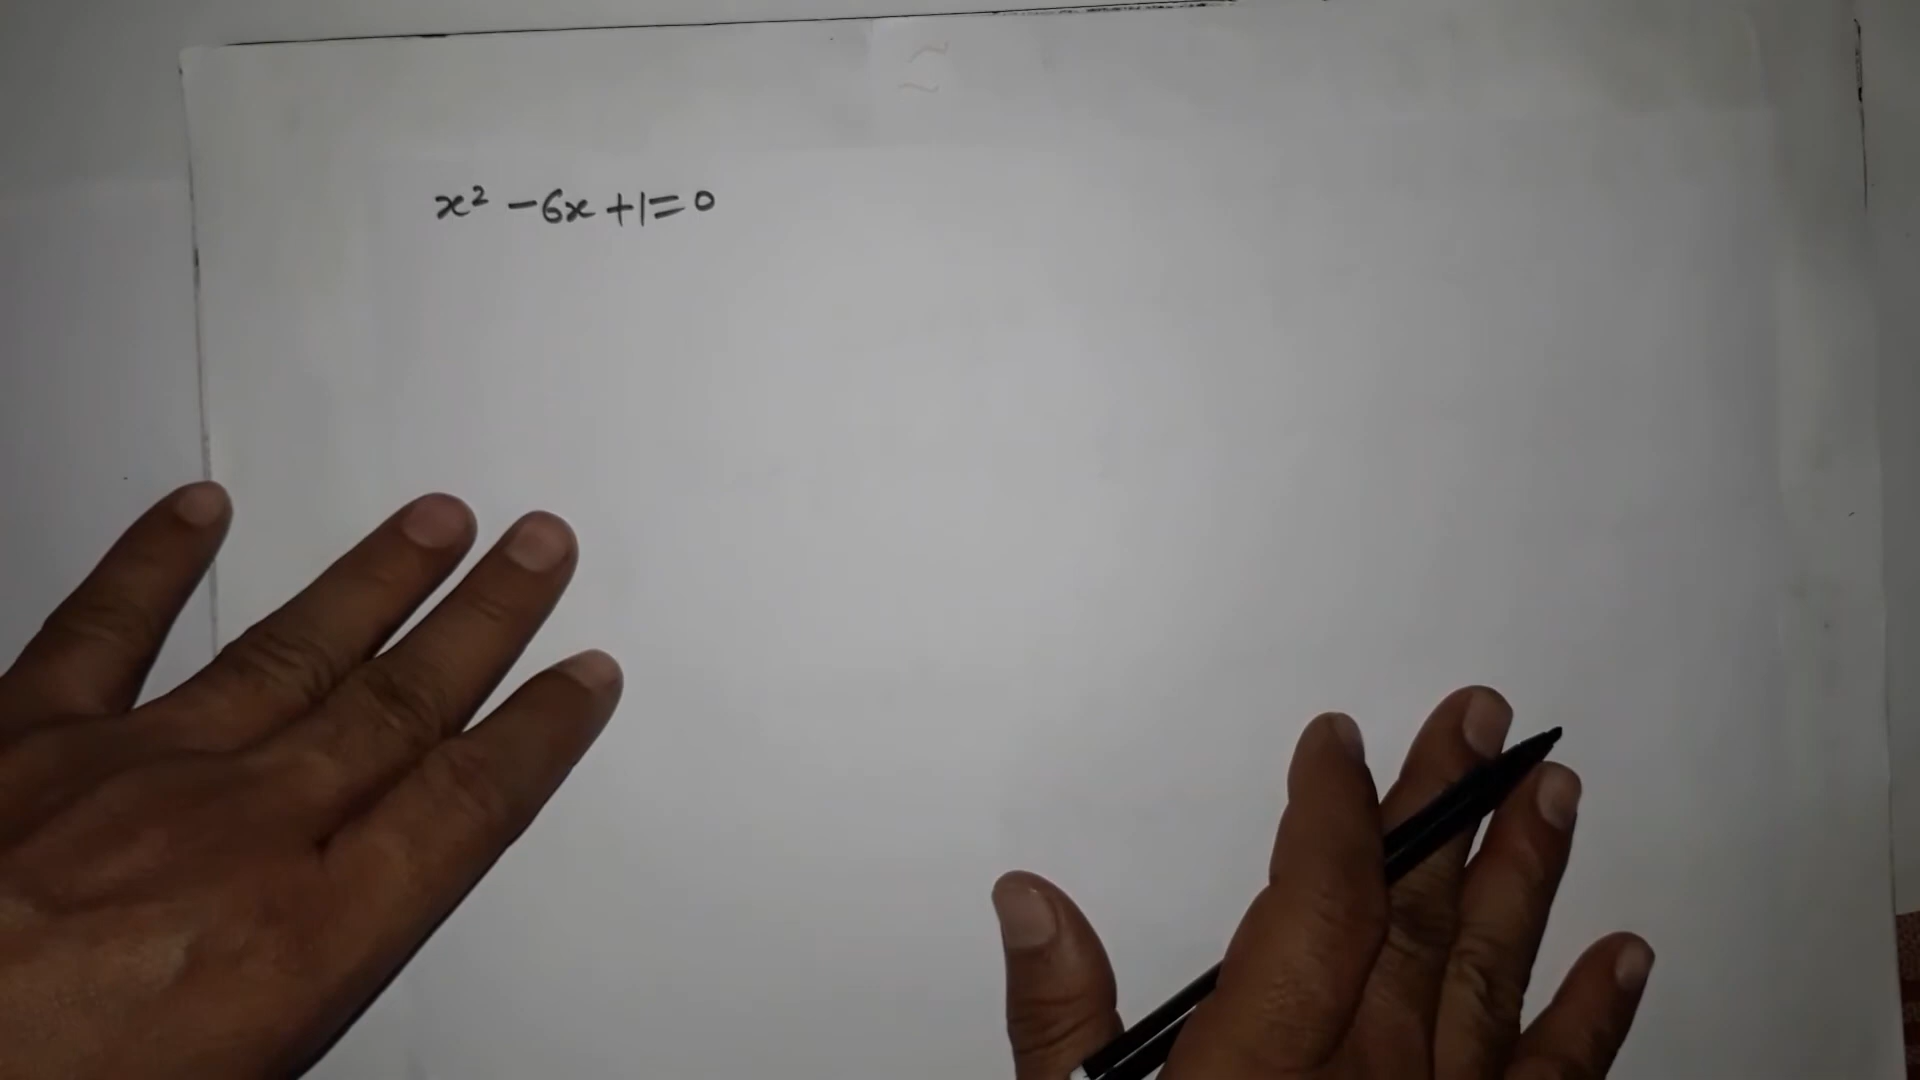 x² - 6x + 1 = 0